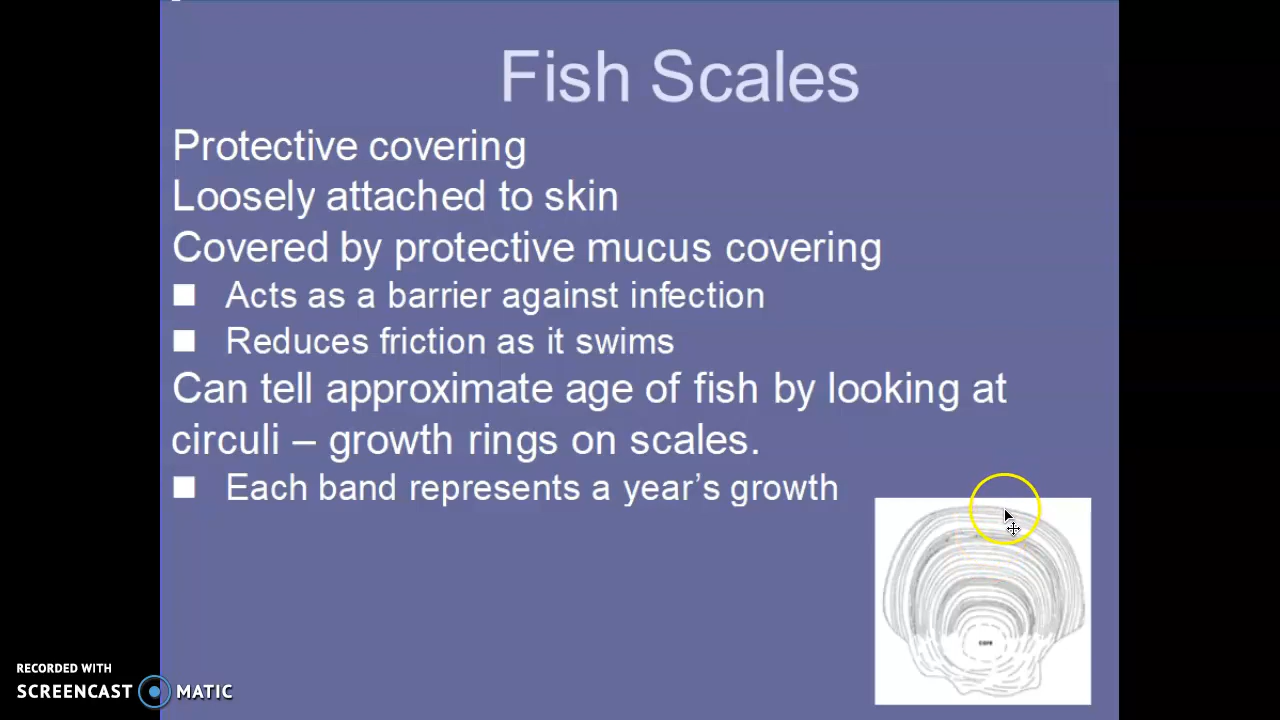 Fish Scales
Protective covering
Loosely attached to skin
Covered by protective mucus covering
Acts as a barrier against infection
Reduces friction as it swims
Can tell approximate age of fish by looking at
circuli – growth rings on scales.
Each band represents a year's growth
RECORDED WITH
SCREENCAST MATIC